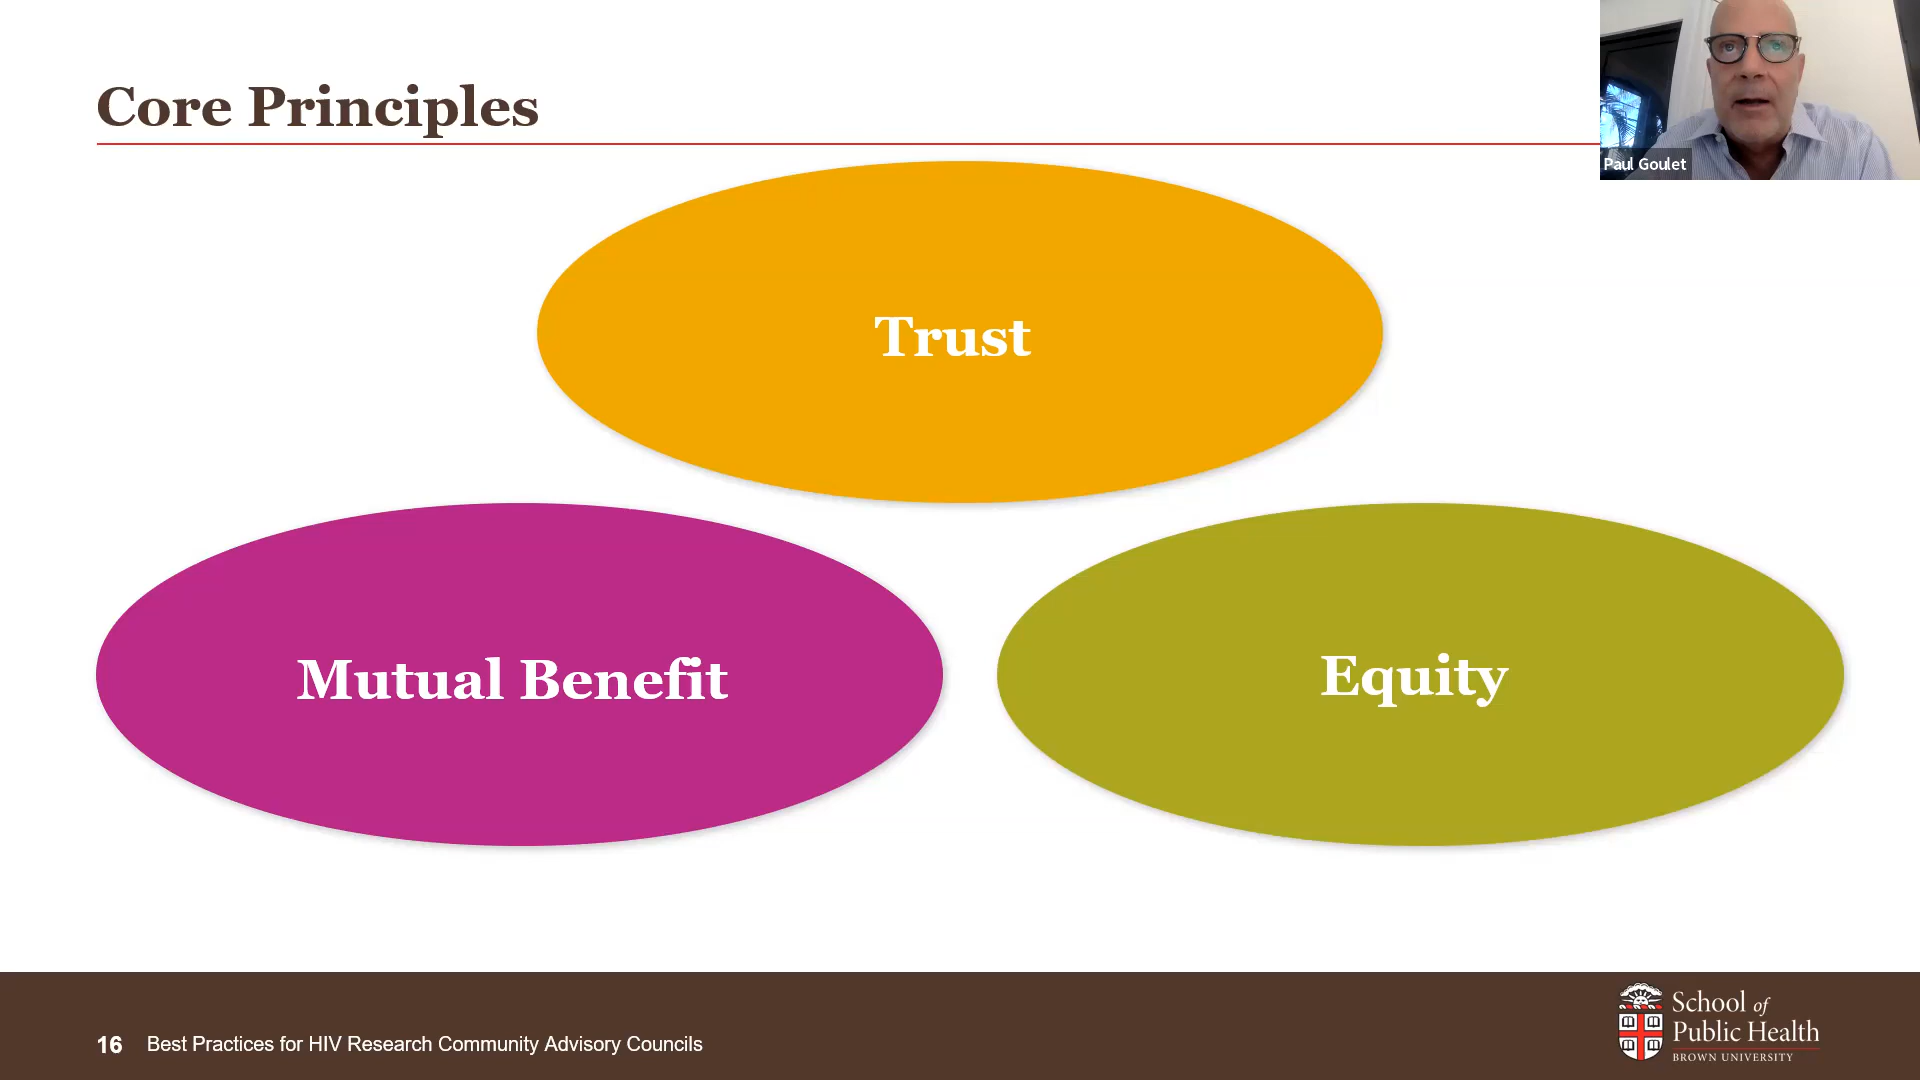 Core Principles
Paul Goulet
Trust
Mutual Benefit
Equity
16 Best Practices for HIV Research Community Advisory Councils
School of
Public Health
BROWN UNIVERSITY